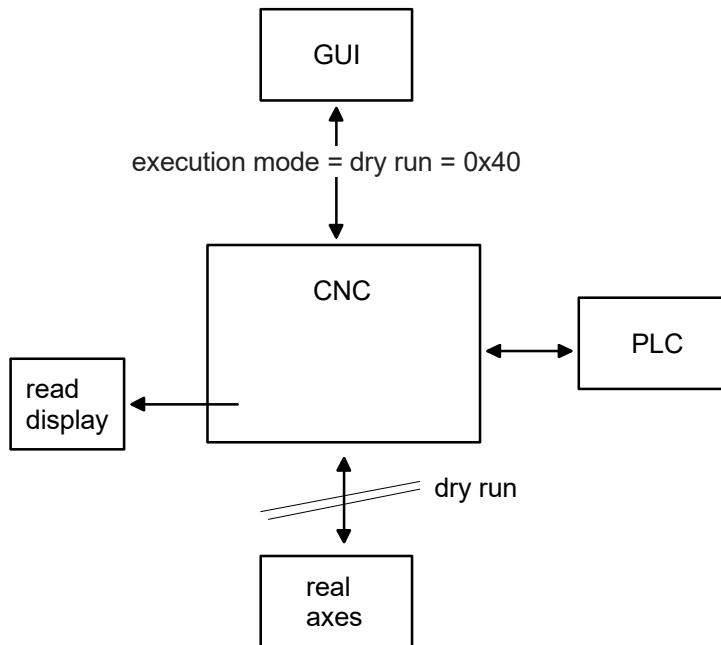 GUI
execution mode = dry run = 0x40
CNC
PLC
read
display
dry run
real
axes